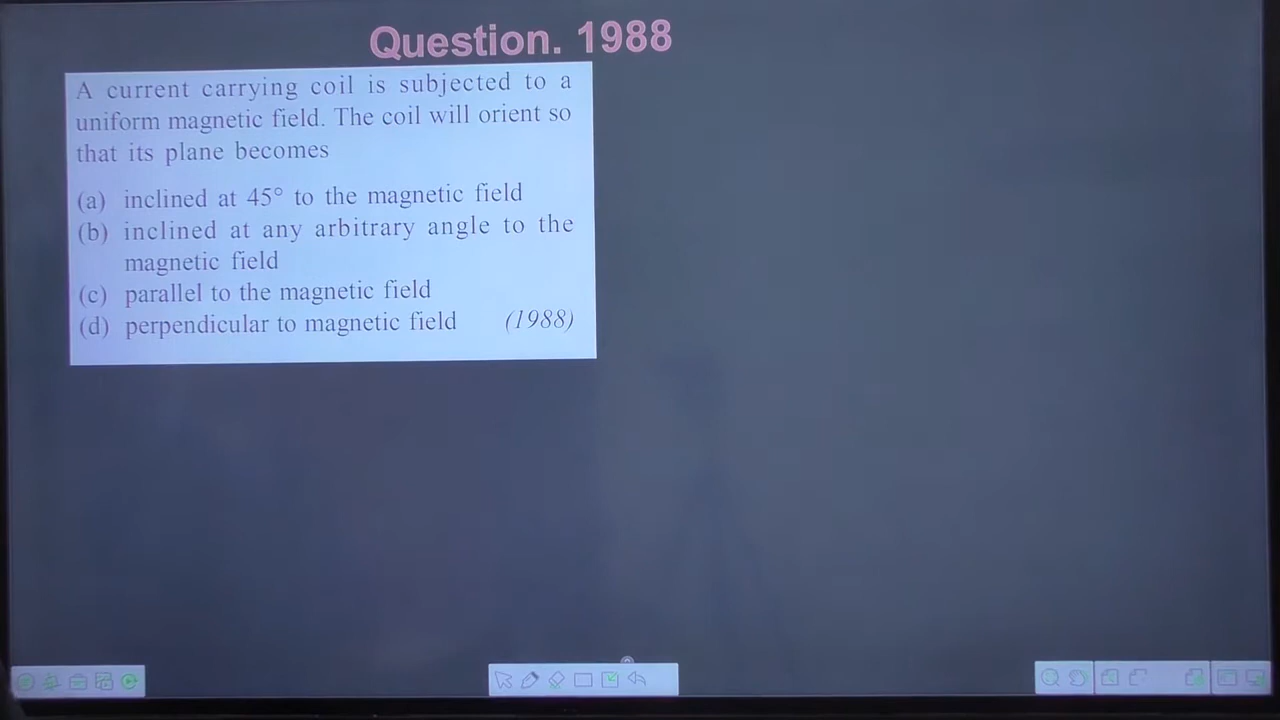 Question. 1988
A current carrying coil is subjected to a
uniform magnetic field. The coil will orient so
that its plane becomes
(a) inclined at 45° to the magnetic field
(b) inclined at any arbitrary angle to the
magnetic field
(c) parallel to the magnetic field
(d) perpendicular to magnetic field (1988)